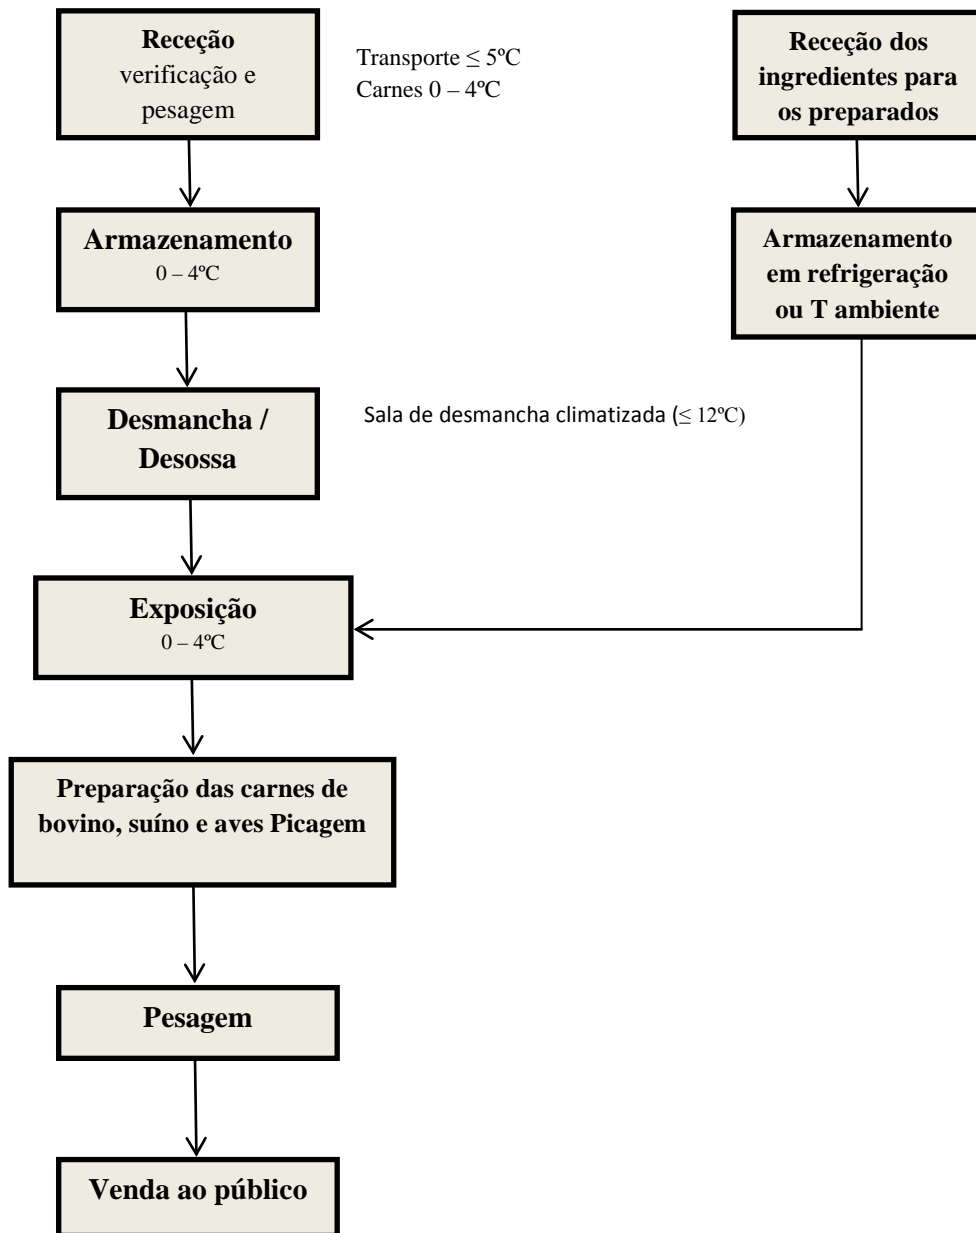 Receção
verificação e
pesagem
Transporte ≤ 5ºC
Carnes 0 – 4ºC
Receção dos
ingredientes para
os preparados
Armazenamento
0 – 4ºC
Armazenamento
em refrigeração
ou T ambiente
Desmancha /
Desossa
Sala de desmancha climatizada (≤ 12ºC)
Exposição
0 – 4ºC
Preparação das carnes de
bovino, suíno e aves Picagem
Pesagem
Venda ao público